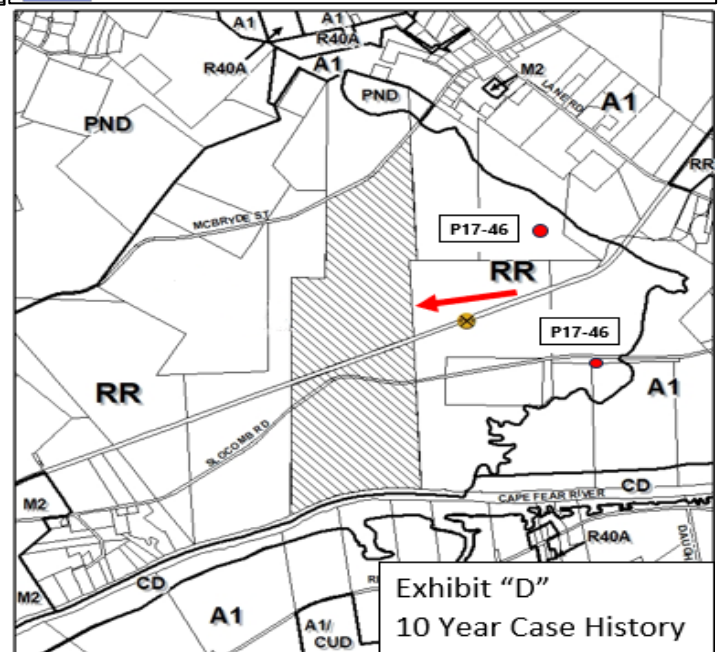 A1
A1
R40A
R40A
A1
M2
LANE RD
A1
PND
PND
RR
MCBRYDE ST
P17-46
RR
P17-46
RR
A1
SLOCOMB RD
M2
CD
CAPE FEAR RIVER
R40A
CD
M2
A1
A1/
CUD
Exhibit “D”
10 Year Case History